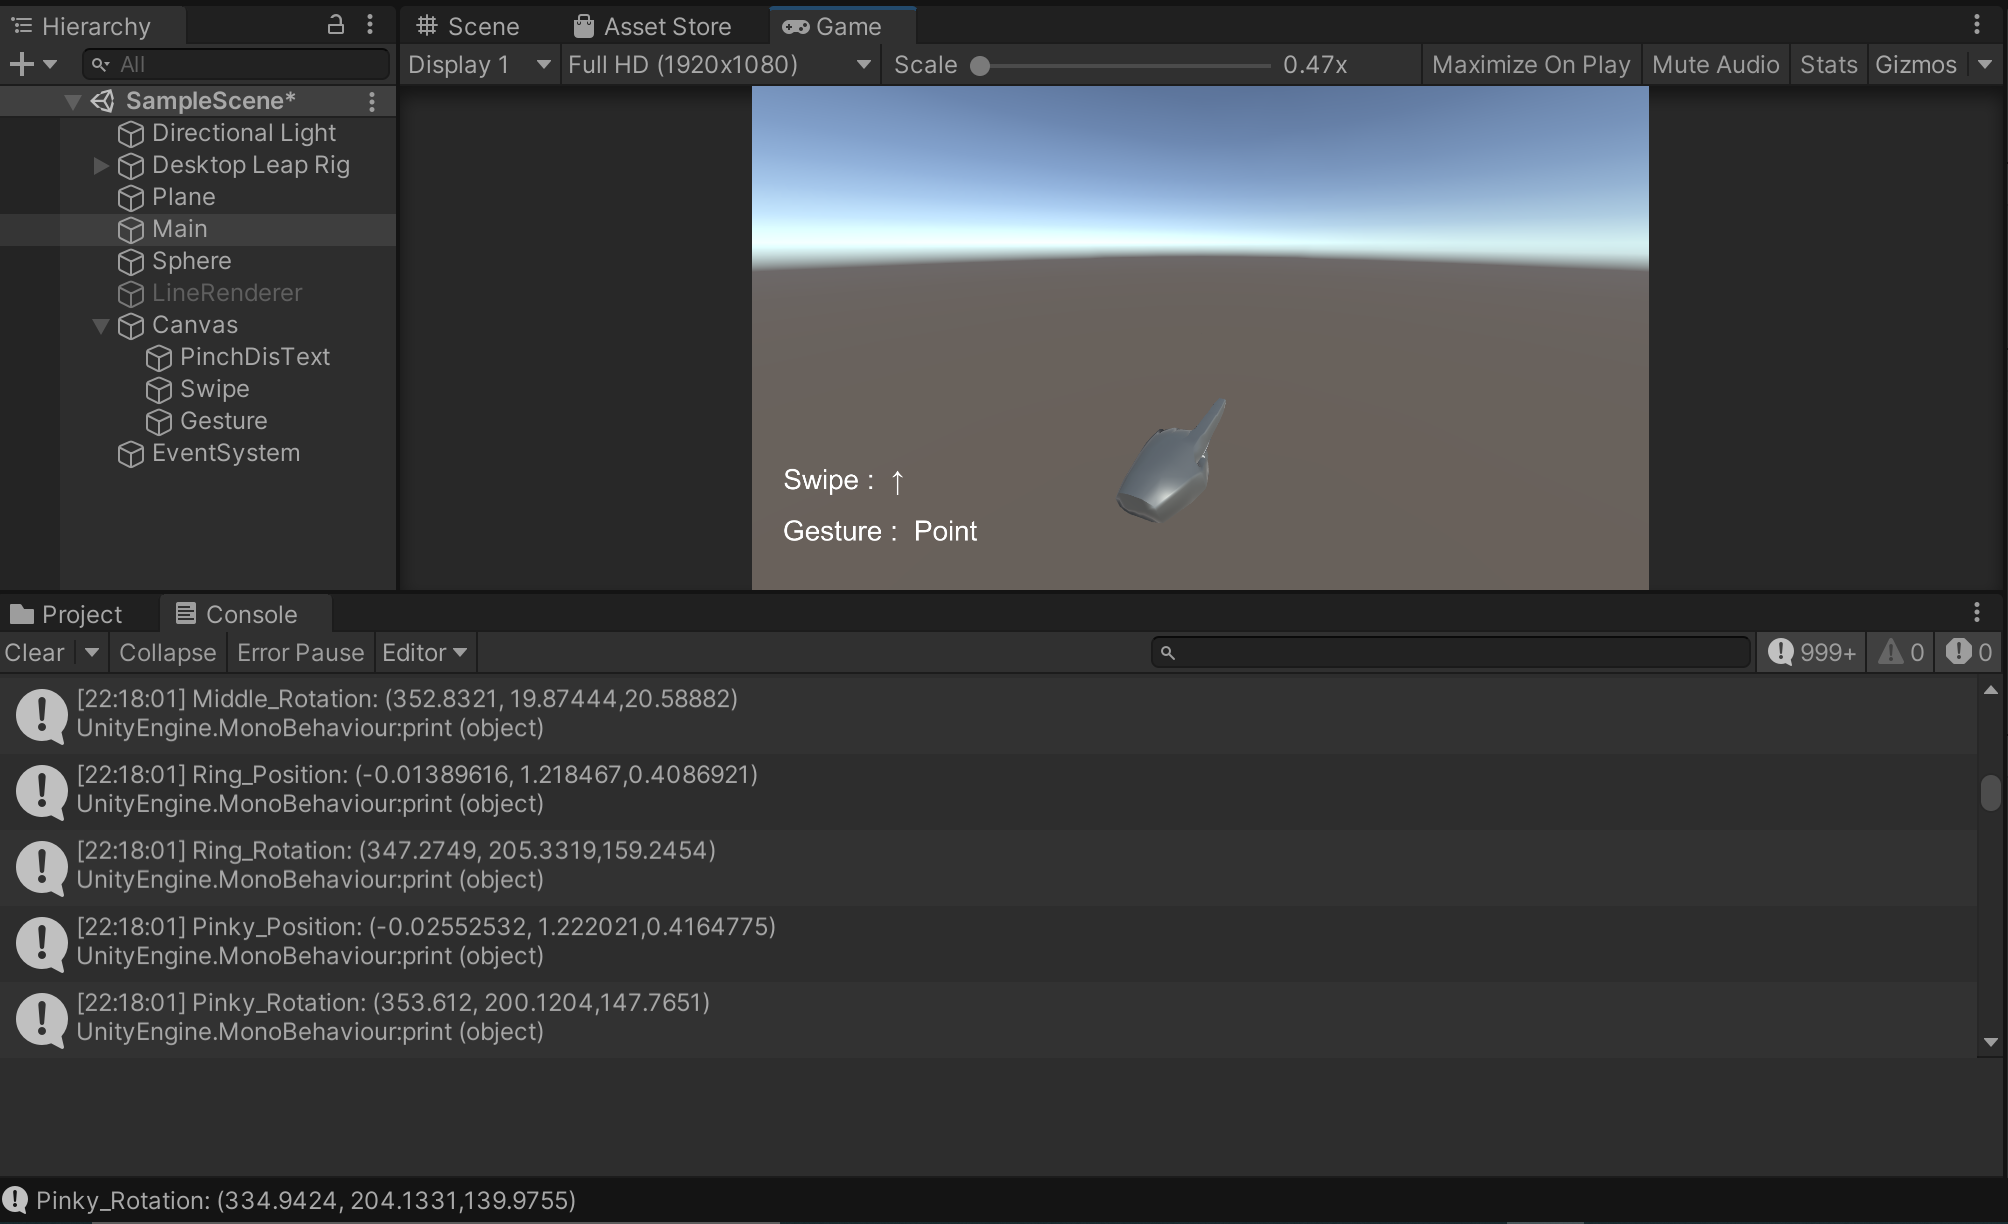 Hierarchy
All
SampleScene*
Directional Light
Desktop Leap Rig
Plane
Main
Sphere
LineRenderer
Canvas
PinchDisText
Swipe
Gesture
EventSystem
Scene Asset Store Game
Display 1 Full HD (1920x1080) Scale 0.47x Maximize On Play Mute Audio Stats Gizmos
Swipe : ↑
Gesture : Point
Project Console
Clear Collapse Error Pause Editor 999+ 0 0
[22:18:01] Middle_Rotation: (352.8321, 19.87444,20.58882)
UnityEngine.MonoBehaviour:print (object)
[22:18:01] Ring_Position: (-0.01389616, 1.218467,0.4086921)
UnityEngine.MonoBehaviour:print (object)
[22:18:01] Ring_Rotation: (347.2749, 205.3319,159.2454)
UnityEngine.MonoBehaviour:print (object)
[22:18:01] Pinky_Position: (-0.02552532, 1.222021,0.4164775)
UnityEngine.MonoBehaviour:print (object)
[22:18:01] Pinky_Rotation: (353.612, 200.1204,147.7651)
UnityEngine.MonoBehaviour:print (object)
Pinky_Rotation: (334.9424, 204.1331,139.9755)